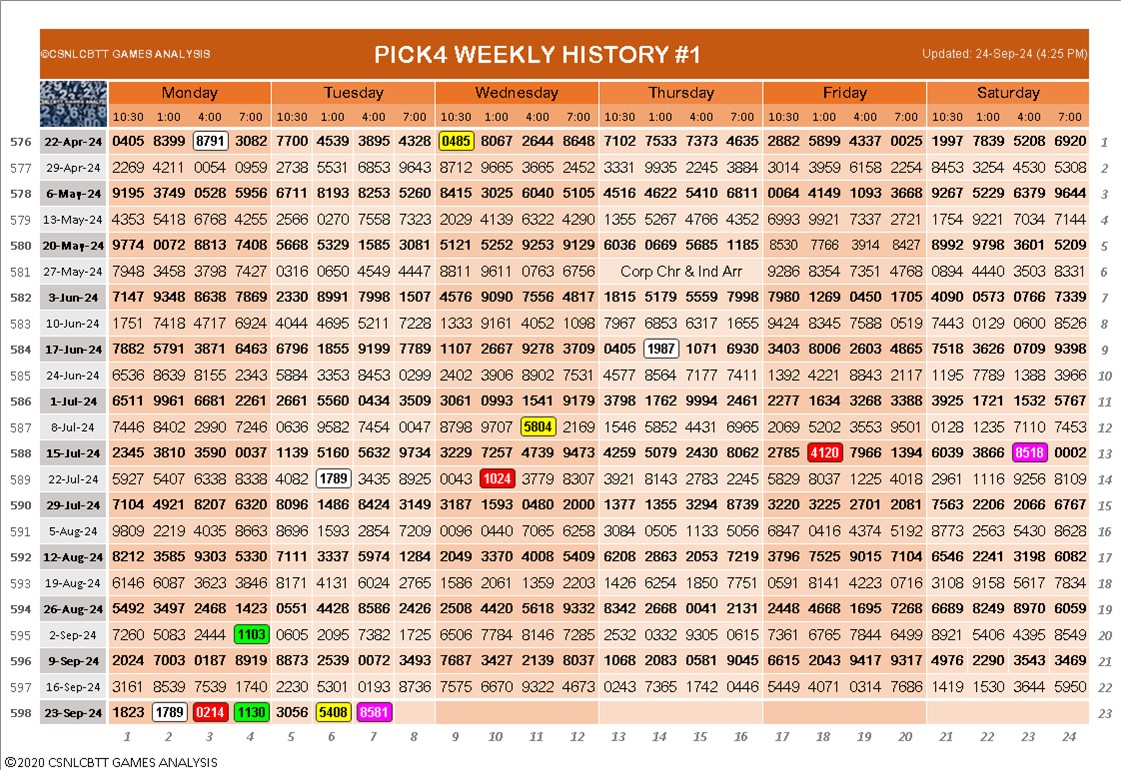 ©CSNLCBTT GAMES ANALYSIS PICK4 WEEKLY HISTORY #1 Updated: 24-Sep-24 (4:25 PM)
Monday Tuesday Wednesday Thursday Friday Saturday
10:30 1:00 4:00 7:00 10:30 1:00 4:00 7:00 10:30 1:00 4:00 7:00 10:30 1:00 4:00 7:00 10:30 1:00 4:00 7:00 10:30 1:00 4:00 7:00
576 22-Apr-24 0405 8399 8791 3082 7700 4539 3895 4328 0485 8067 2644 8648 7102 7533 7373 4635 2882 5899 4337 0025 1997 7839 5208 6920 1
577 29-Apr-24 2269 4211 0054 0959 2738 5531 6853 9643 8712 9665 3665 2452 3331 9935 2245 3884 3014 3959 6158 2254 8453 3254 4530 5308 2
578 6-May-24 9195 3749 0528 5956 6711 8193 8253 5260 8415 3025 6040 5105 4516 4622 5410 6811 0064 4149 1093 3668 9267 5229 6379 9644 3
579 13-May-24 4353 5418 6768 4255 2566 0270 7558 7323 2029 4139 6322 4290 1355 5267 4766 4352 6993 9921 7337 2721 1754 9221 7034 7144 4
580 20-May-24 9774 0072 8813 7408 5668 5329 1585 3081 5121 5252 9253 9129 6036 0669 5685 1185 8530 7766 3914 8427 8992 9798 3601 5209 5
581 27-May-24 7948 3458 3798 7427 0316 0650 4549 4447 8811 9611 0763 6756 Corp Chr & Ind Arr 9286 8354 7351 4768 0894 4440 3503 8331 6
582 3-Jun-24 7147 9348 8638 7869 2330 8991 7998 1507 4576 9090 7556 4817 1815 5179 5559 7998 7980 1269 0450 1705 4090 0573 0766 7339 7
583 10-Jun-24 1751 7418 4717 6924 4044 4695 5211 7228 1333 9161 4052 1098 7967 6853 6317 1655 9424 8345 7588 0519 7443 0129 0600 8526 8
584 17-Jun-24 7882 5791 3871 6463 6796 1855 9199 7789 1107 2667 9278 3709 0405 1987 1071 6930 3403 8006 2603 4865 7518 3626 0709 9398 9
585 24-Jun-24 6536 8639 8155 2343 5884 3353 8453 0299 2402 3906 8902 7531 4577 8564 7177 7411 1392 4221 8843 2117 1195 7789 1388 3966 10
586 1-Jul-24 6511 9961 6681 2261 2661 5560 0434 3509 3061 0993 1541 9179 3798 1762 9994 2461 2277 1634 3268 3388 3925 1721 1532 5767 11
587 8-Jul-24 7446 8402 2990 7246 0636 9582 7454 0047 8798 9707 5804 2169 1546 5852 4431 6965 2069 5202 3553 9501 0128 1235 7110 7453 12
588 15-Jul-24 2345 3810 3590 0037 1139 5160 5632 9734 3229 7257 4739 9473 4259 5079 2430 8062 2785 4120 7966 1394 6039 3866 8518 0002 13
589 22-Jul-24 5927 5407 6338 8338 4082 1789 3435 8925 0043 1024 3779 8307 3921 8143 2783 2245 5829 8037 1225 4018 2961 1116 9256 8109 14
590 29-Jul-24 7104 4921 8207 6320 8096 1486 8424 3149 3187 1593 0480 2000 1377 1355 3294 8739 3220 3225 2701 2081 7563 2206 2066 6767 15
591 5-Aug-24 9809 2219 4035 8663 8696 1593 2854 7209 0096 0440 7065 6258 3084 0505 1133 5056 6847 0416 4374 5192 8773 2563 5430 8628 16
592 12-Aug-24 8212 3585 9303 5330 7111 3337 5974 1284 2049 3370 4008 5409 6208 2863 2053 7219 3796 7525 9015 7104 6546 2241 3198 6082 17
593 19-Aug-24 6146 6087 3623 3846 8171 4131 6024 2765 1586 2061 1359 2203 1426 6254 1850 7751 0591 8141 4223 0716 3108 9158 5617 7834 18
594 26-Aug-24 5492 3497 2468 1423 0551 4428 8586 2426 2508 4420 5618 9332 8342 2668 0041 2131 2448 4668 1695 7268 6689 8249 8970 6059 19
595 2-Sep-24 7260 5083 2444 1103 0605 2095 7382 1725 6506 7784 8146 7285 2532 0332 9305 0615 7361 6765 7844 6499 8921 5406 4395 8549 20
596 9-Sep-24 2024 7003 0187 8919 8873 2539 0072 3493 7687 3427 2139 8037 1068 2083 0581 9045 6615 2043 9417 9317 4976 2290 3543 3469 21
597 16-Sep-24 3161 8539 7539 1740 2230 5301 0193 8736 7575 6670 9322 4673 0243 7365 1742 0446 5449 4071 0314 7686 1419 1530 3644 5950 22
598 23-Sep-24 1823 1789 0214 1130 3056 5408 8581 23
1 2 3 4 5 6 7 8 9 10 11 12 13 14 15 16 17 18 19 20 21 22 23 24
©2020 CSNLCBTT GAMES ANALYSIS